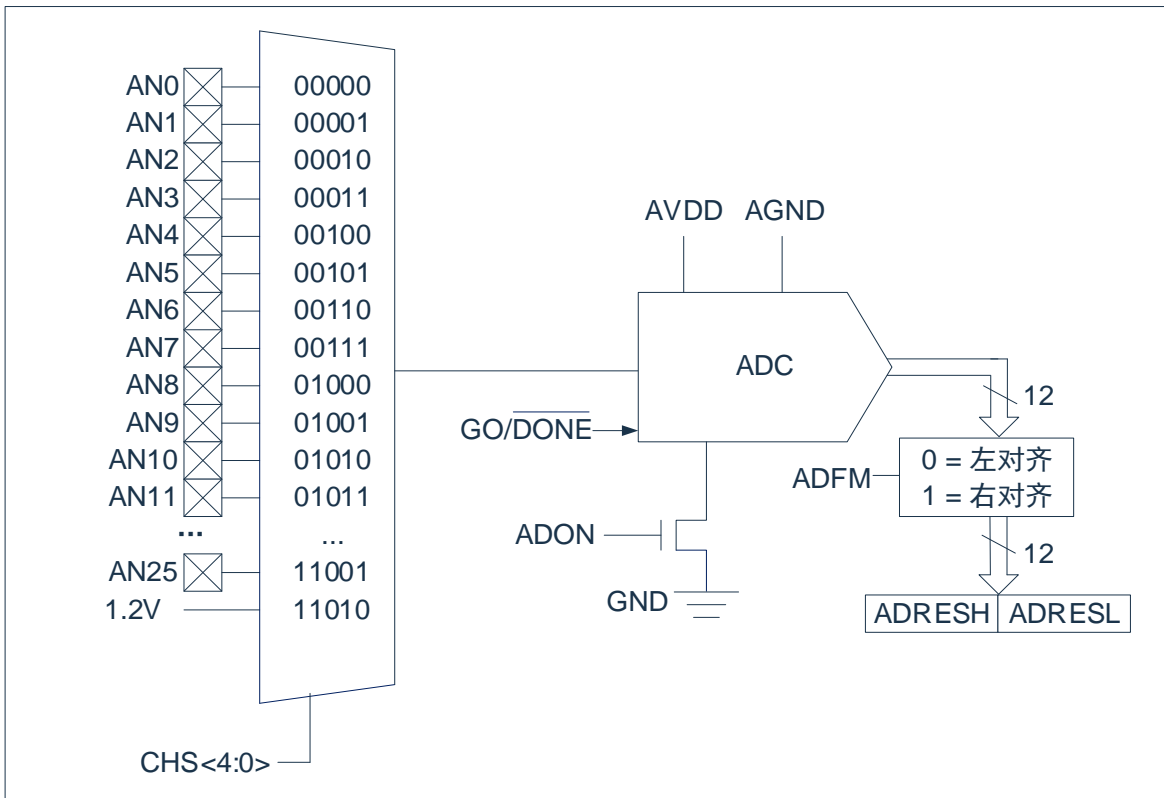 AN0 00000
AN1 00001
AN2 00010
AN3 00011
AN4 00100
AN5 00101
AN6 00110
AN7 00111
AN8 01000
AN9 01001
AN10 01010
AN11 01011
... ...
AN25 11001
1.2V 11010
CHS<4:0>
AVDD AGND
ADC
GO/DONE
ADON
GND
12
ADFM
0 = 左对齐
1 = 右对齐
12
ADRESH ADRESL